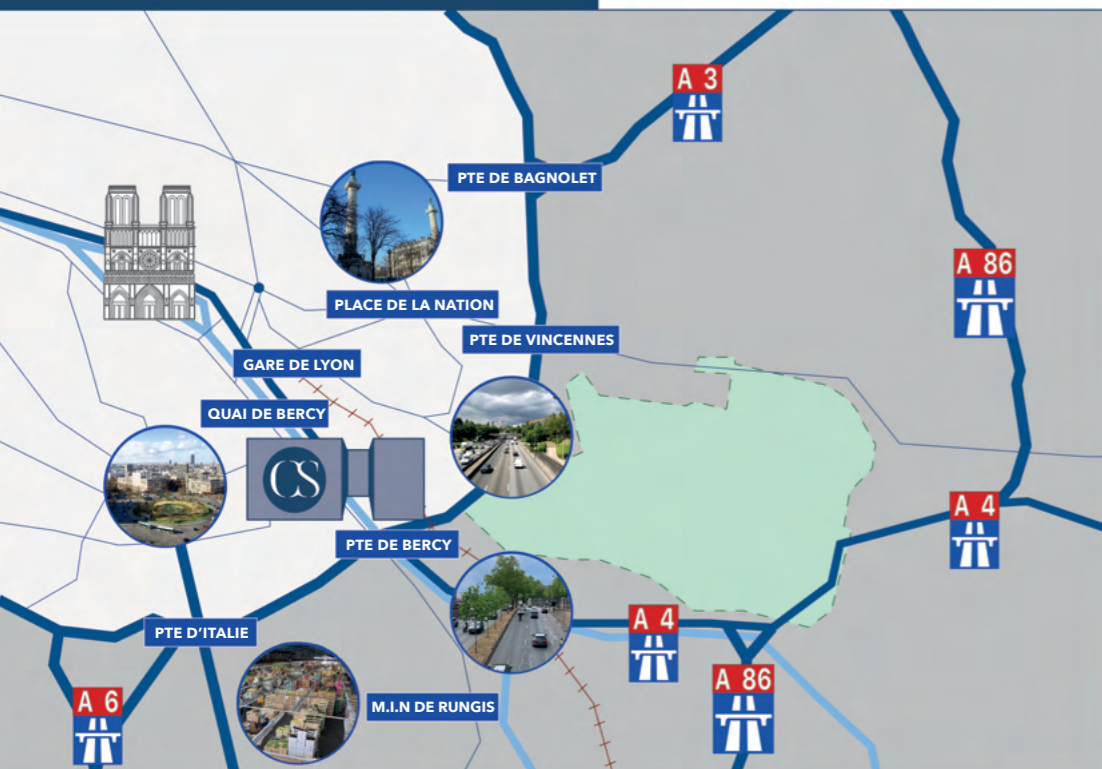 A 3
PTE DE BAGNOLET
A 86
PLACE DE LA NATION
PTE DE VINCENNES
GARE DE LYON
QUAI DE BERCY
CS
A 4
PTE DE BERCY
A 4
PTE D'ITALIE
A 86
A 6
M.I.N DE RUNGIS